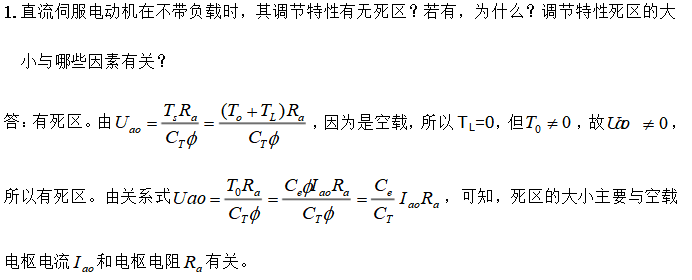 1. 直流伺服电动机在不带负载时，其调节特性有无死区？若有，为什么？调节特性死区的大
小与哪些因素有关？
答：有死区。由 $U_{ao} = \frac{T_s R_a}{C_T \phi} = \frac{(T_o + T_L) R_a}{C_T \phi}$，因为是空载，所以 T_L=0，但 $T_0 \neq 0$，故 $Uao \neq 0$，
所以有死区。由关系式 $Uao = \frac{T_0 R_a}{C_T \phi} = \frac{C_e \phi I_{ao} R_a}{C_T \phi} = \frac{C_e}{C_T} I_{ao} R_a$，可知，死区的大小主要与空载
电枢电流 $I_{ao}$ 和电枢电阻 $R_a$ 有关。